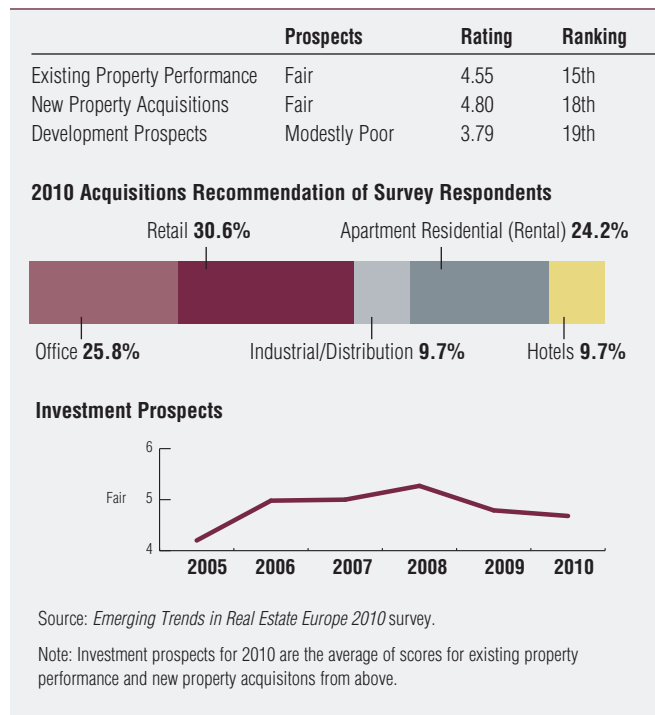 Prospects Rating Ranking
Existing Property Performance Fair 4.55 15th
New Property Acquisitions Fair 4.80 18th
Development Prospects Modestly Poor 3.79 19th
2010 Acquisitions Recommendation of Survey Respondents
Retail 30.6% Apartment Residential (Rental) 24.2%
Office 25.8% Industrial/Distribution 9.7% Hotels 9.7%
Investment Prospects
6
Fair 5
4
2005 2006 2007 2008 2009 2010
Source: Emerging Trends in Real Estate Europe 2010 survey.
Note: Investment prospects for 2010 are the average of scores for existing property
performance and new property acquisitons from above.